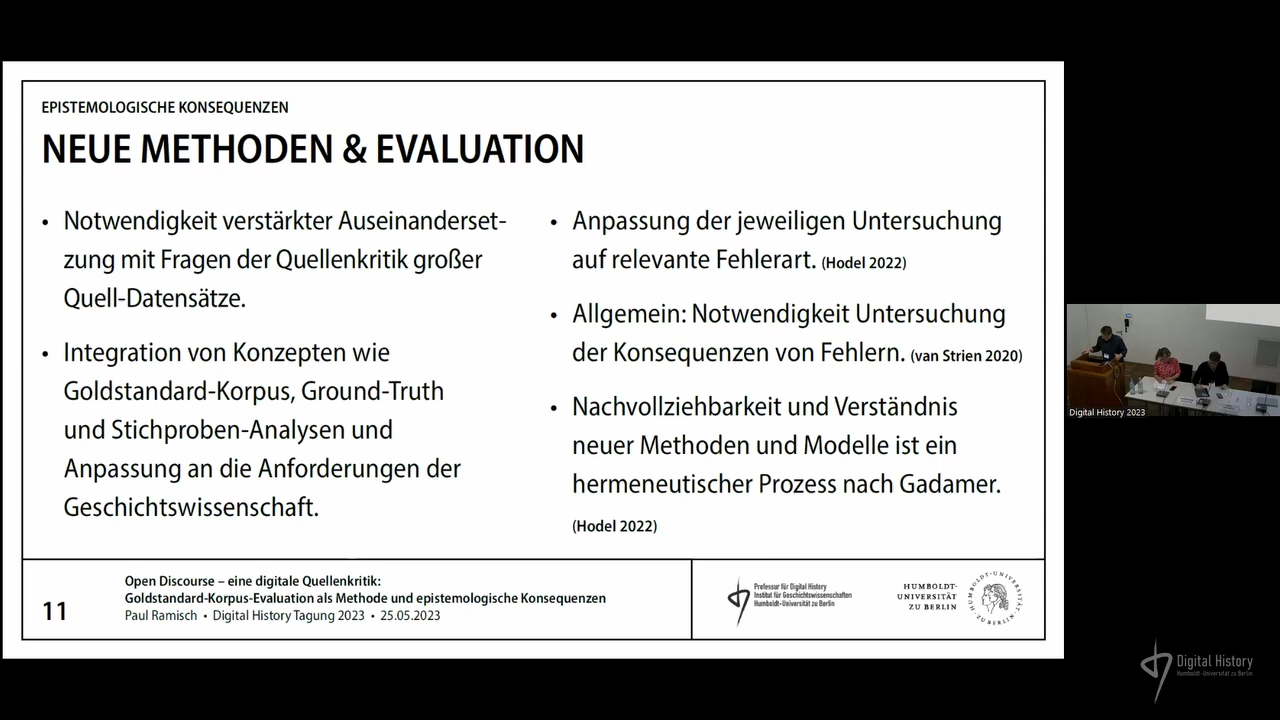 EPISTEMOLOGISCHE KONSEQUENZEN
NEUE METHODEN & EVALUATION
• Notwendigkeit verstärkter Auseinanderset-
zung mit Fragen der Quellenkritik großer
Quell-Datensätze.
• Integration von Konzepten wie
Goldstandard-Korpus, Ground-Truth
und Stichproben-Analysen und
Anpassung an die Anforderungen der
Geschichtswissenschaft.
• Anpassung der jeweiligen Untersuchung
auf relevante Fehlerart. (Hodel 2022)
• Allgemein: Notwendigkeit Untersuchung
der Konsequenzen von Fehlern. (van Strien 2020)
• Nachvollziehbarkeit und Verständnis
neuer Methoden und Modelle ist ein
hermeneutischer Prozess nach Gadamer.
(Hodel 2022)
11
Open Discourse – eine digitale Quellenkritik:
Goldstandard-Korpus-Evaluation als Methode und epistemologische Konsequenzen
Paul Ramisch • Digital History Tagung 2023 • 25.05.2023
Professur für Digital History
Institut für Geschichtswissenschaften
Humboldt-Universität zu Berlin
HUMBOLDT-
UNIVERSITÄT
ZU BERLIN
HUMBOLDT-UNIVERSITÄT ZU BERLIN
Digital History 2023
Digital History
Humboldt-Universität zu Berlin